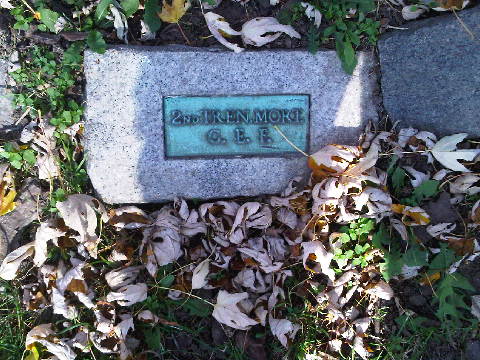 2ND TREN. MORT.
C. E. F.